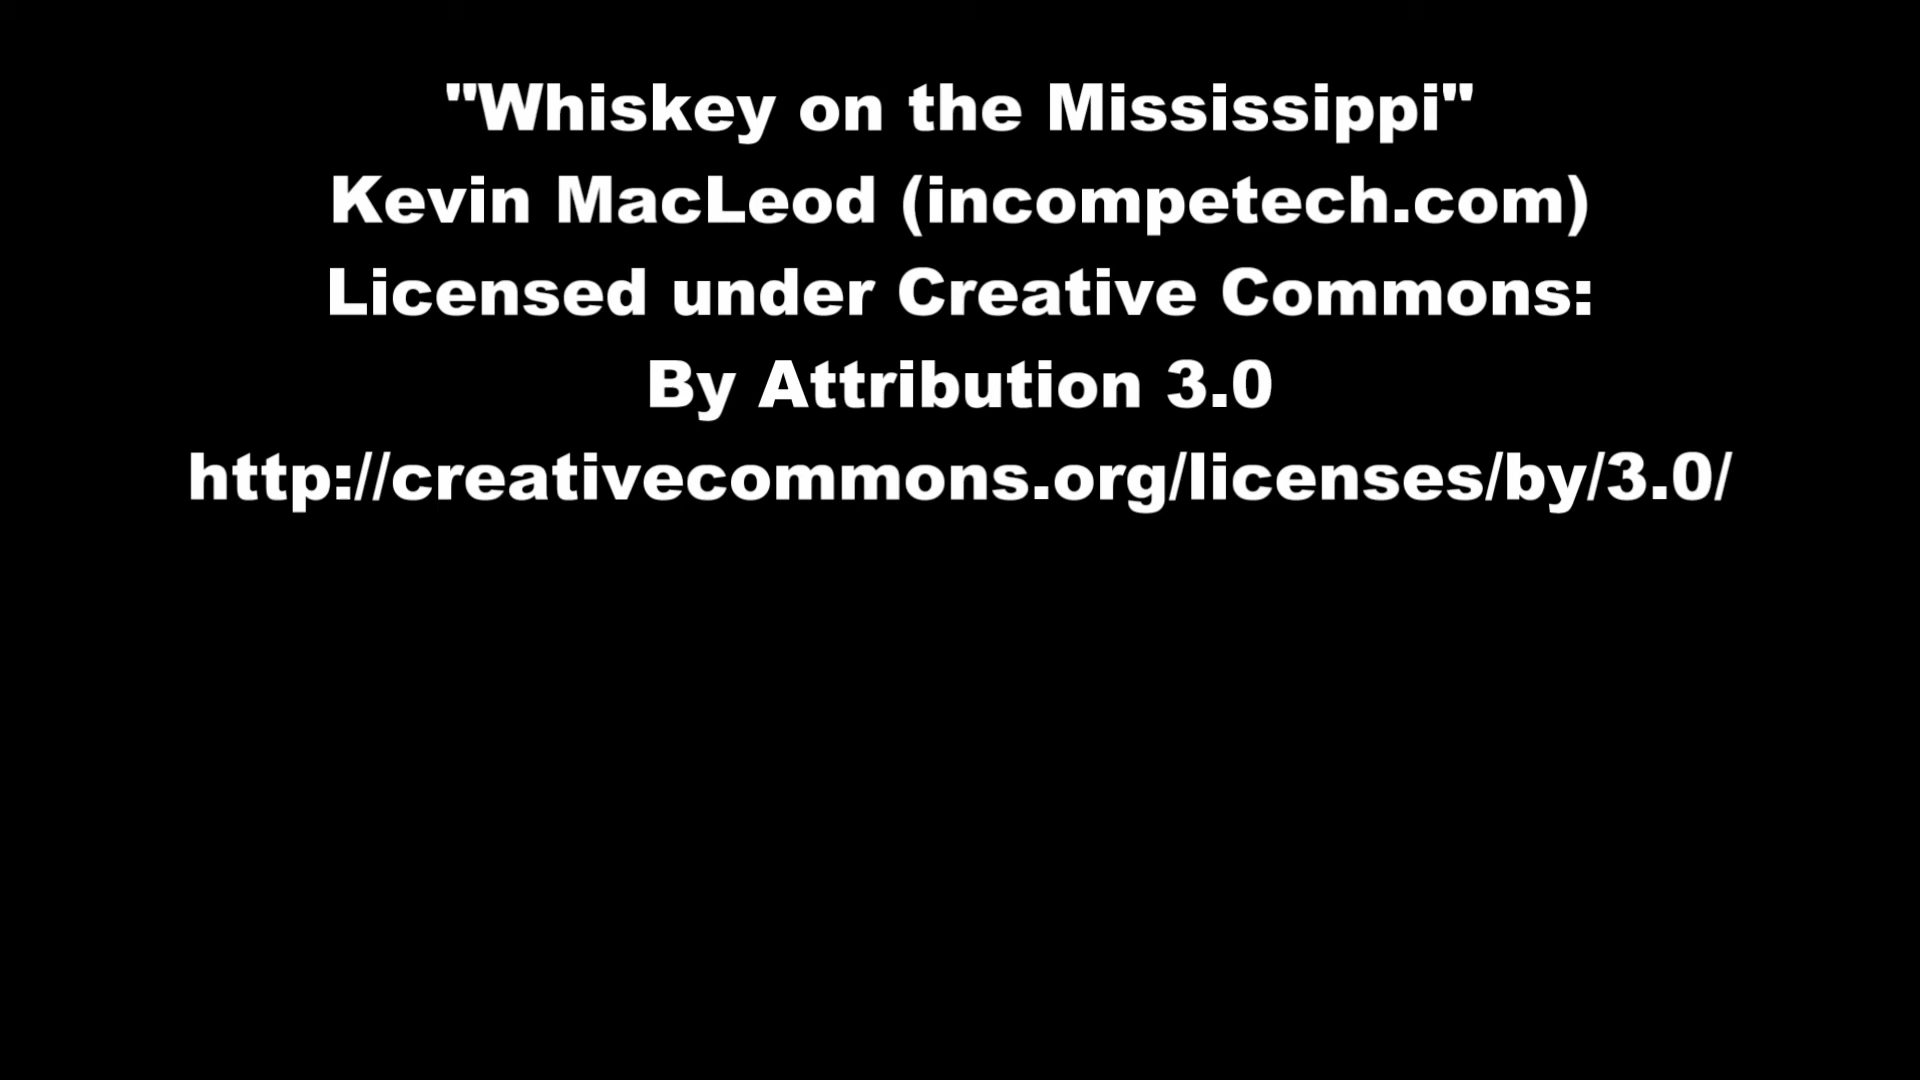 "Whiskey on the Mississippi"
Kevin MacLeod (incompetech.com)
Licensed under Creative Commons:
By Attribution 3.0
http://creativecommons.org/licenses/by/3.0/